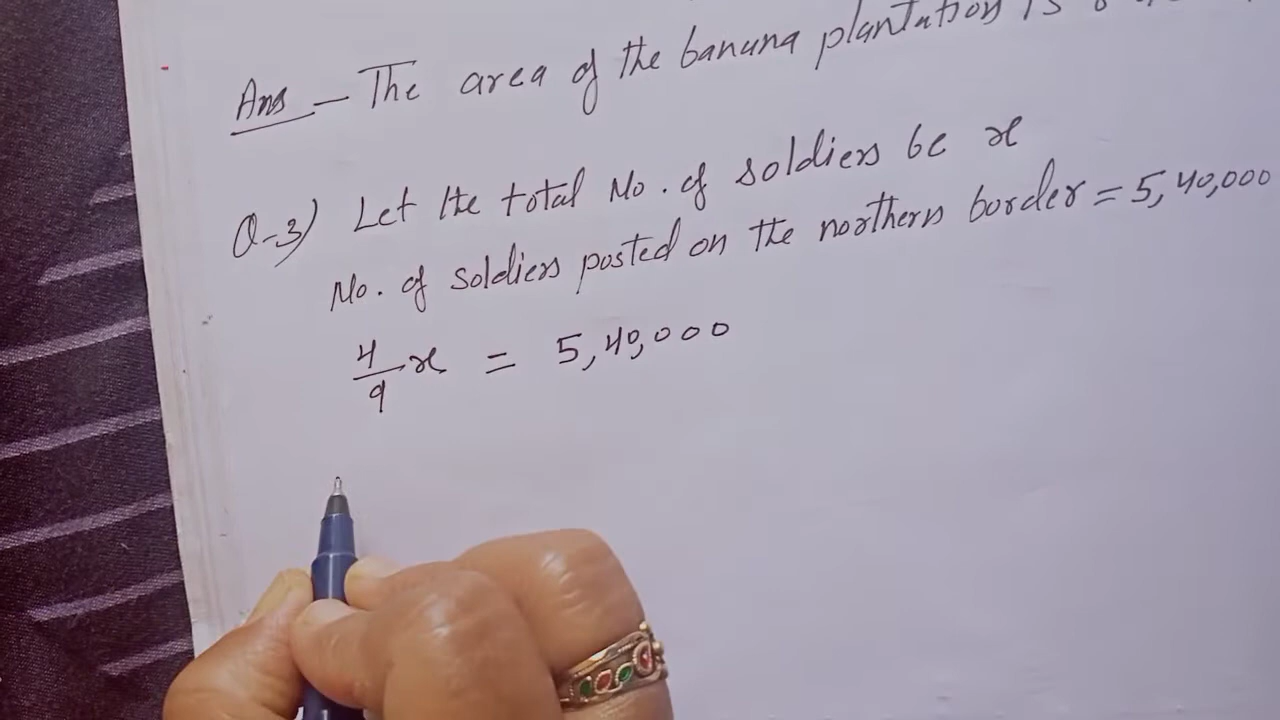 Ans - The area of the banana plantation is
Q-3) Let the total No. of soldiers be x
No. of soldiers posted on the northern border = 5,40,000
4/9 x = 5,40,000